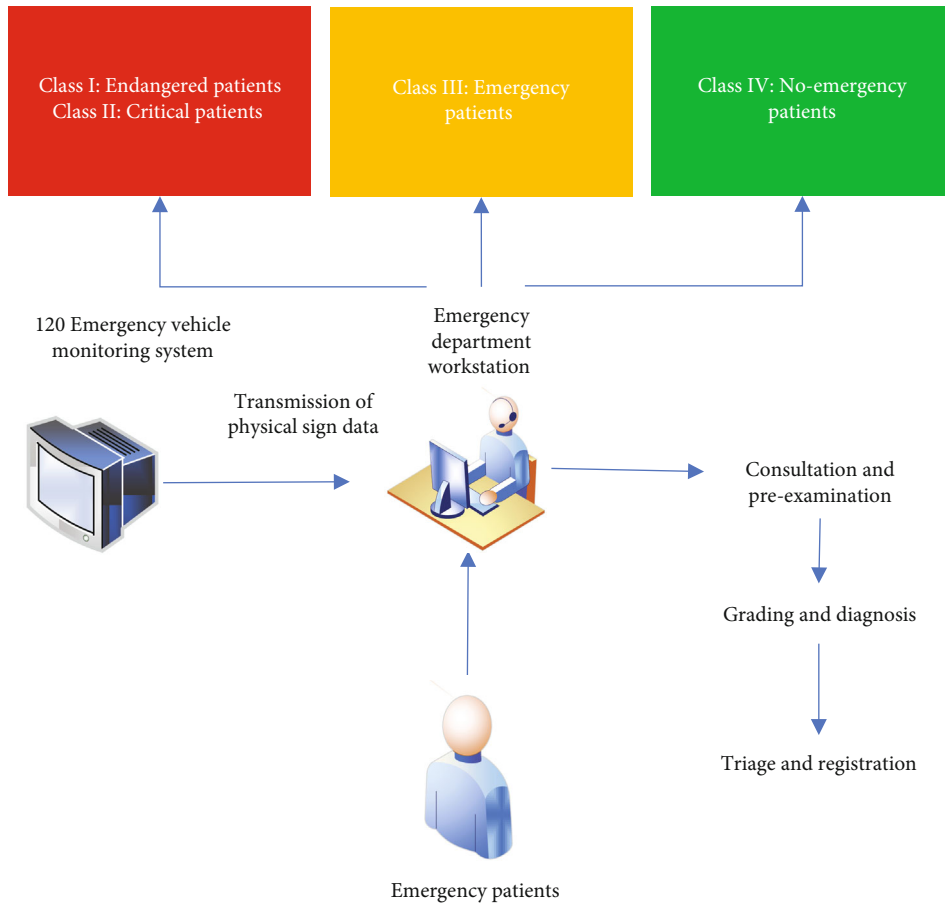 Class I: Endangered patients
Class II: Critical patients
Class III: Emergency
patients
Class IV: No-emergency
patients
120 Emergency vehicle
monitoring system
Emergency
department
workstation
Transmission of
physical sign data
Consultation and
pre-examination
Grading and diagnosis
Triage and registration
Emergency patients